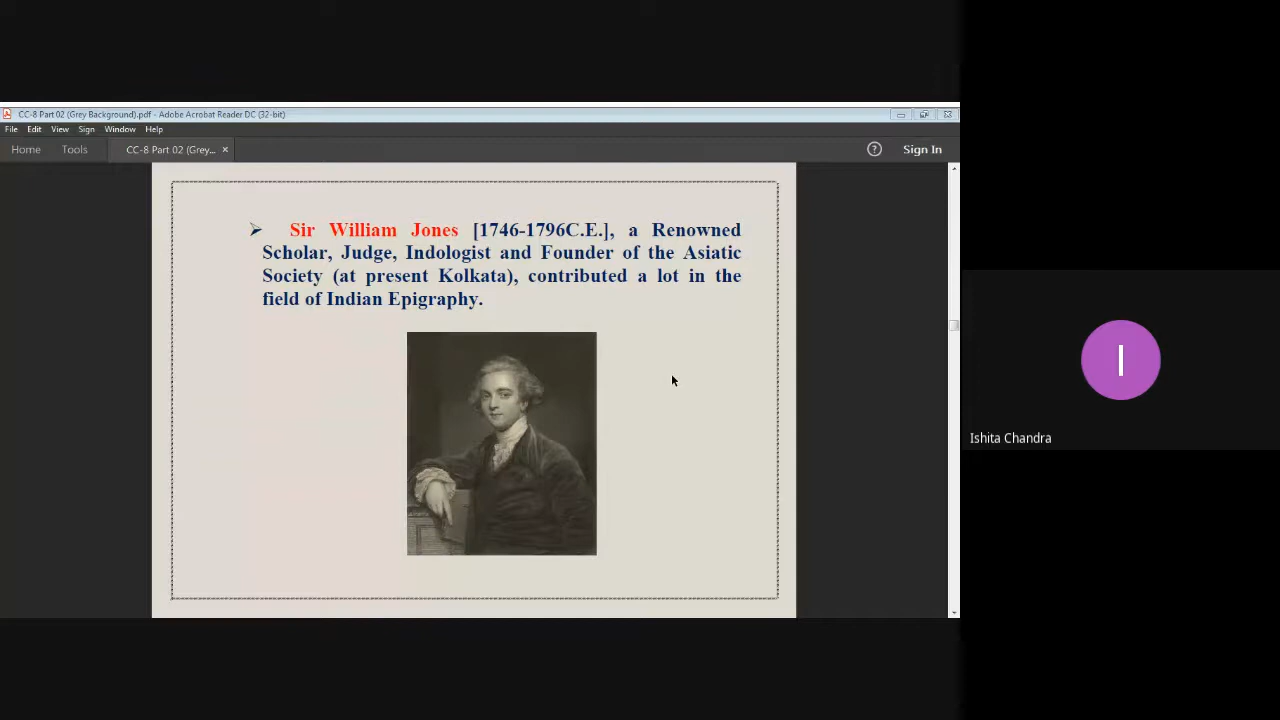 CC-8 Part 02 (Grey Background).pdf - Adobe Acrobat Reader DC (32-bit)
File Edit View Sign Window Help
Home Tools CC-8 Part 02 (Grey... × Sign In
➢ Sir William Jones [1746-1796C.E.], a Renowned
Scholar, Judge, Indologist and Founder of the Asiatic
Society (at present Kolkata), contributed a lot in the
field of Indian Epigraphy.
I
Ishita Chandra